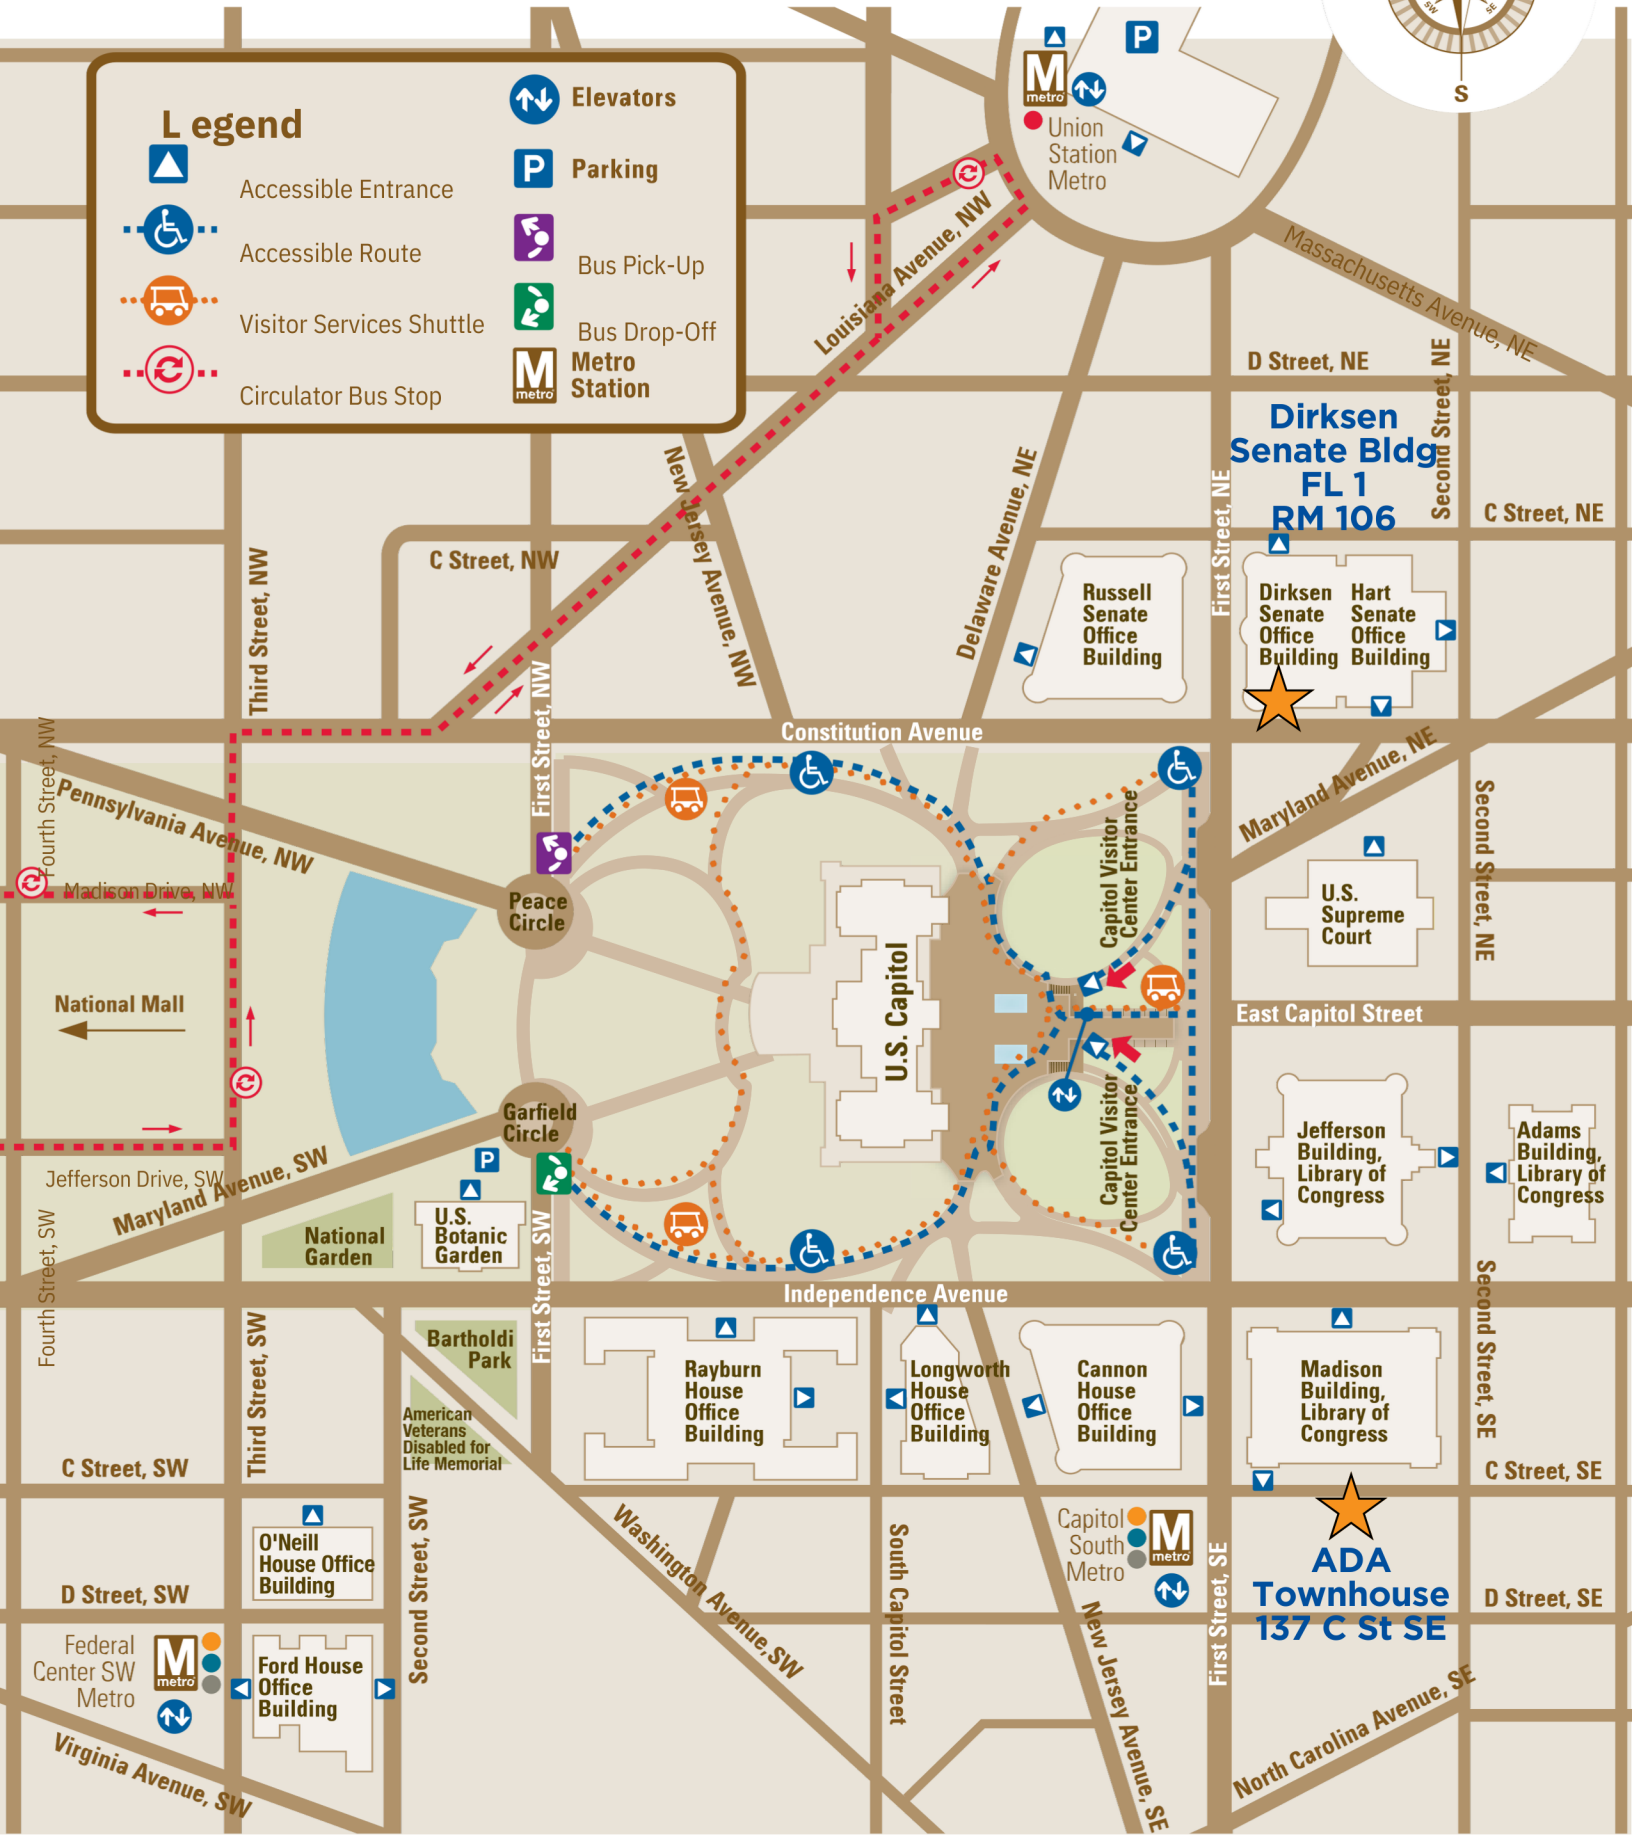 SW
SE
S
L egend
Accessible Entrance
Accessible Route
Visitor Services Shuttle
Circulator Bus Stop
Elevators
P
Parking
Bus Pick-Up
Bus Drop-Off
M
metro
Metro
Station
P
M
metro
Union
Station
Metro
Louisiana Avenue, NW
Massachusetts Avenue, NE
D Street, NE
Second Street, NE
Dirksen
Senate Bldg
FL 1
RM 106
C Street, NE
First Street, NE
Delaware Avenue, NE
New Jersey Avenue, NW
C Street, NW
Third Street, NW
First Street, NW
Russell
Senate
Office
Building
Dirksen
Senate
Office
Building
Hart
Senate
Office
Building
Constitution Avenue
Fourth Street, NW
Pennsylvania Avenue, NW
Madison Drive, NW
Maryland Avenue, NE
Second Street, NE
Peace
Circle
Capitol Visitor
Center Entrance
U.S.
Supreme
Court
National Mall
U.S. Capitol
East Capitol Street
Garfield
Circle
Capitol Visitor
Center Entrance
Jefferson
Building,
Library of
Congress
Adams
Building,
Library of
Congress
Jefferson Drive, SW
Maryland Avenue, SW
P
National
Garden
U.S.
Botanic
Garden
Fourth Street, SW
First Street, SW
Independence Avenue
Second Street, SE
Third Street, SW
Bartholdi
Park
American
Veterans
Disabled for
Life Memorial
Rayburn
House
Office
Building
Longworth
House
Office
Building
Cannon
House
Office
Building
Madison
Building,
Library of
Congress
C Street, SW
C Street, SE
O'Neill
House Office
Building
Second Street, SW
Washington Avenue, SW
South Capitol Street
Capitol
South
Metro
M
metro
First Street, SE
ADA
Townhouse
137 C St SE
D Street, SW
D Street, SE
Federal
Center SW
Metro
M
metro
Ford House
Office
Building
New Jersey Avenue, SE
North Carolina Avenue, SE
Virginia Avenue, SW